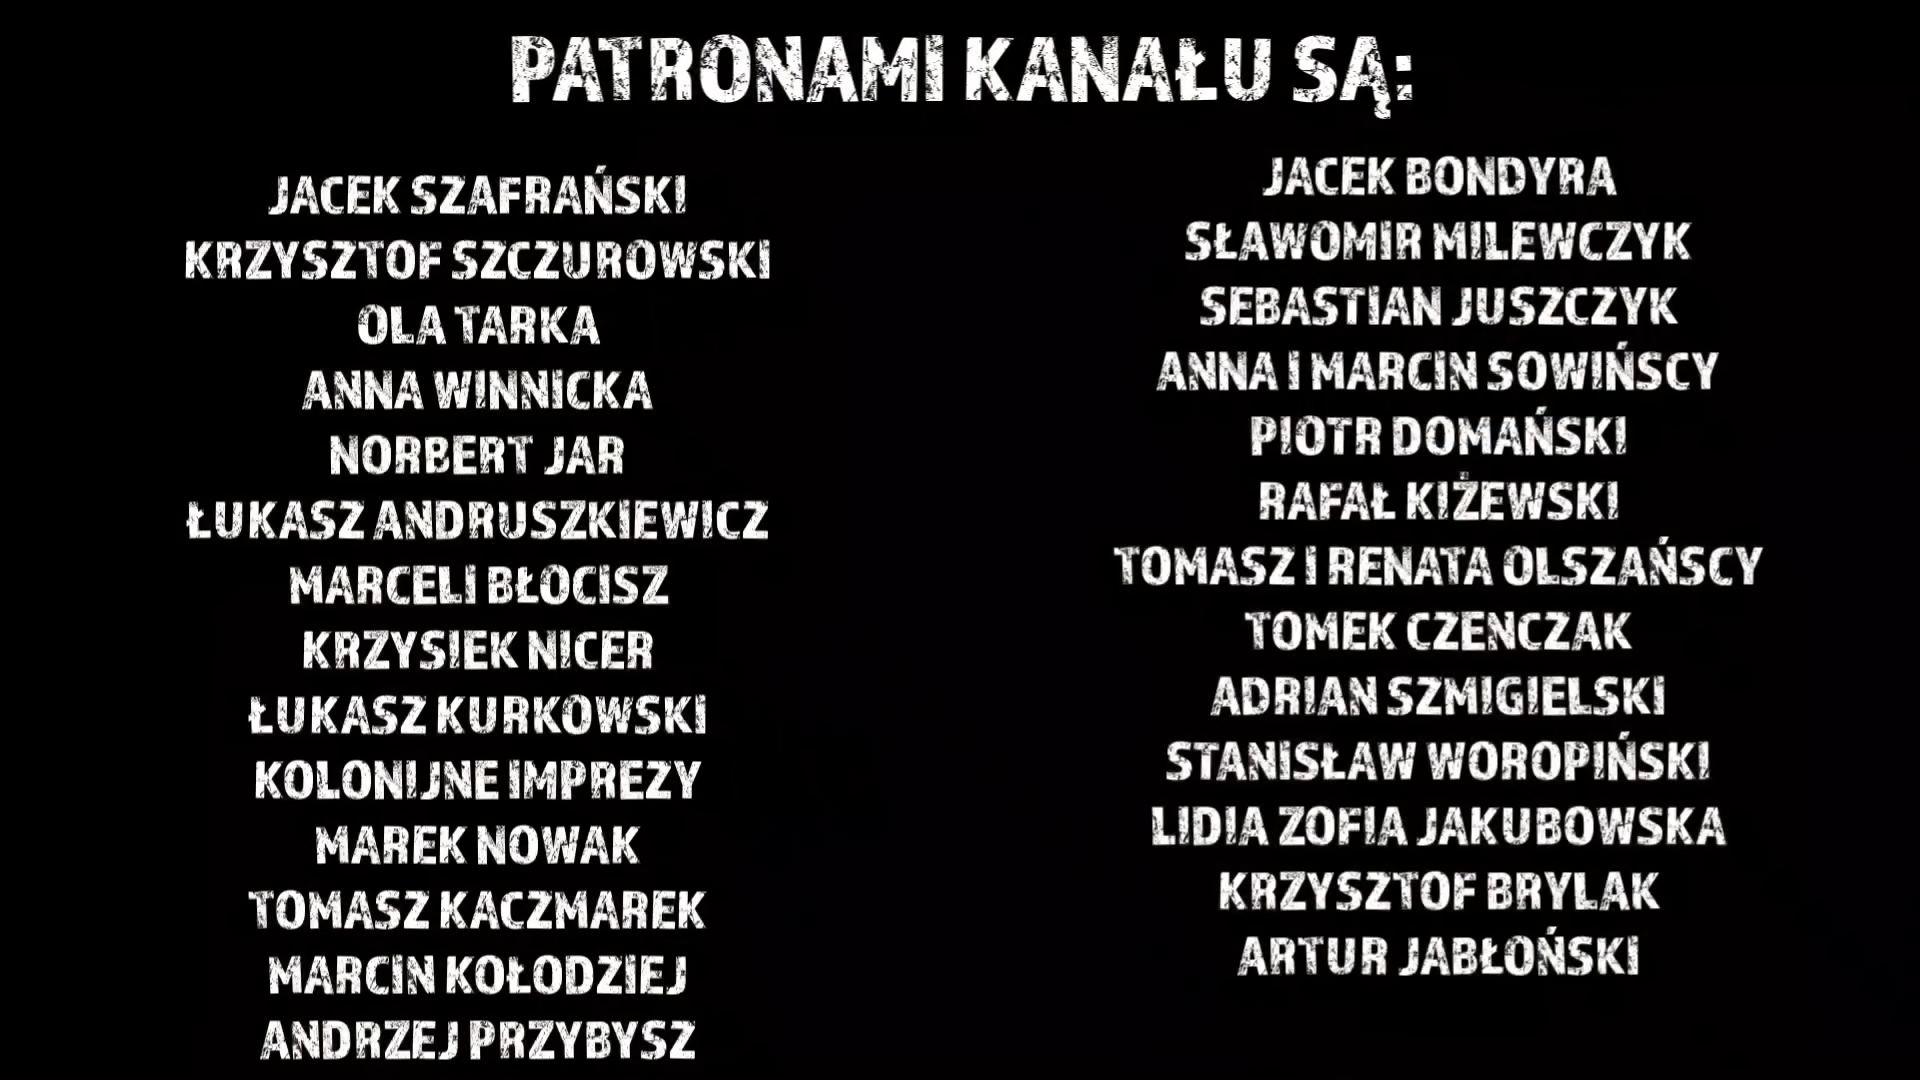 PATRONAMI KANAŁU SĄ:
JACEK SZAFRAŃSKI
KRZYSZTOF SZCZUROWSKI
OLA TARKA
ANNA WINNICKA
NORBERT JAR
ŁUKASZ ANDRUSZKIEWICZ
MARCELI BŁOCISZ
KRZYSIEK NICER
ŁUKASZ KURKOWSKI
KOLONIJNE IMPREZY
MAREK NOWAK
TOMASZ KACZMAREK
MARCIN KOŁODZIEJ
ANDRZEJ PRZYBYSZ
JACEK BONDYRA
SŁAWOMIR MILEWCZYK
SEBASTIAN JUSZCZYK
ANNA I MARCIN SOWIŃSCY
PIOTR DOMAŃSKI
RAFAŁ KIŻEWSKI
TOMASZ I RENATA OLSZAŃSCY
TOMEK CZENCZAK
ADRIAN SZMIGIELSKI
STANISŁAW WOROPIŃSKI
LIDIA ZOFIA JAKUBOWSKA
KRZYSZTOF BRYLAK
ARTUR JABŁOŃSKI